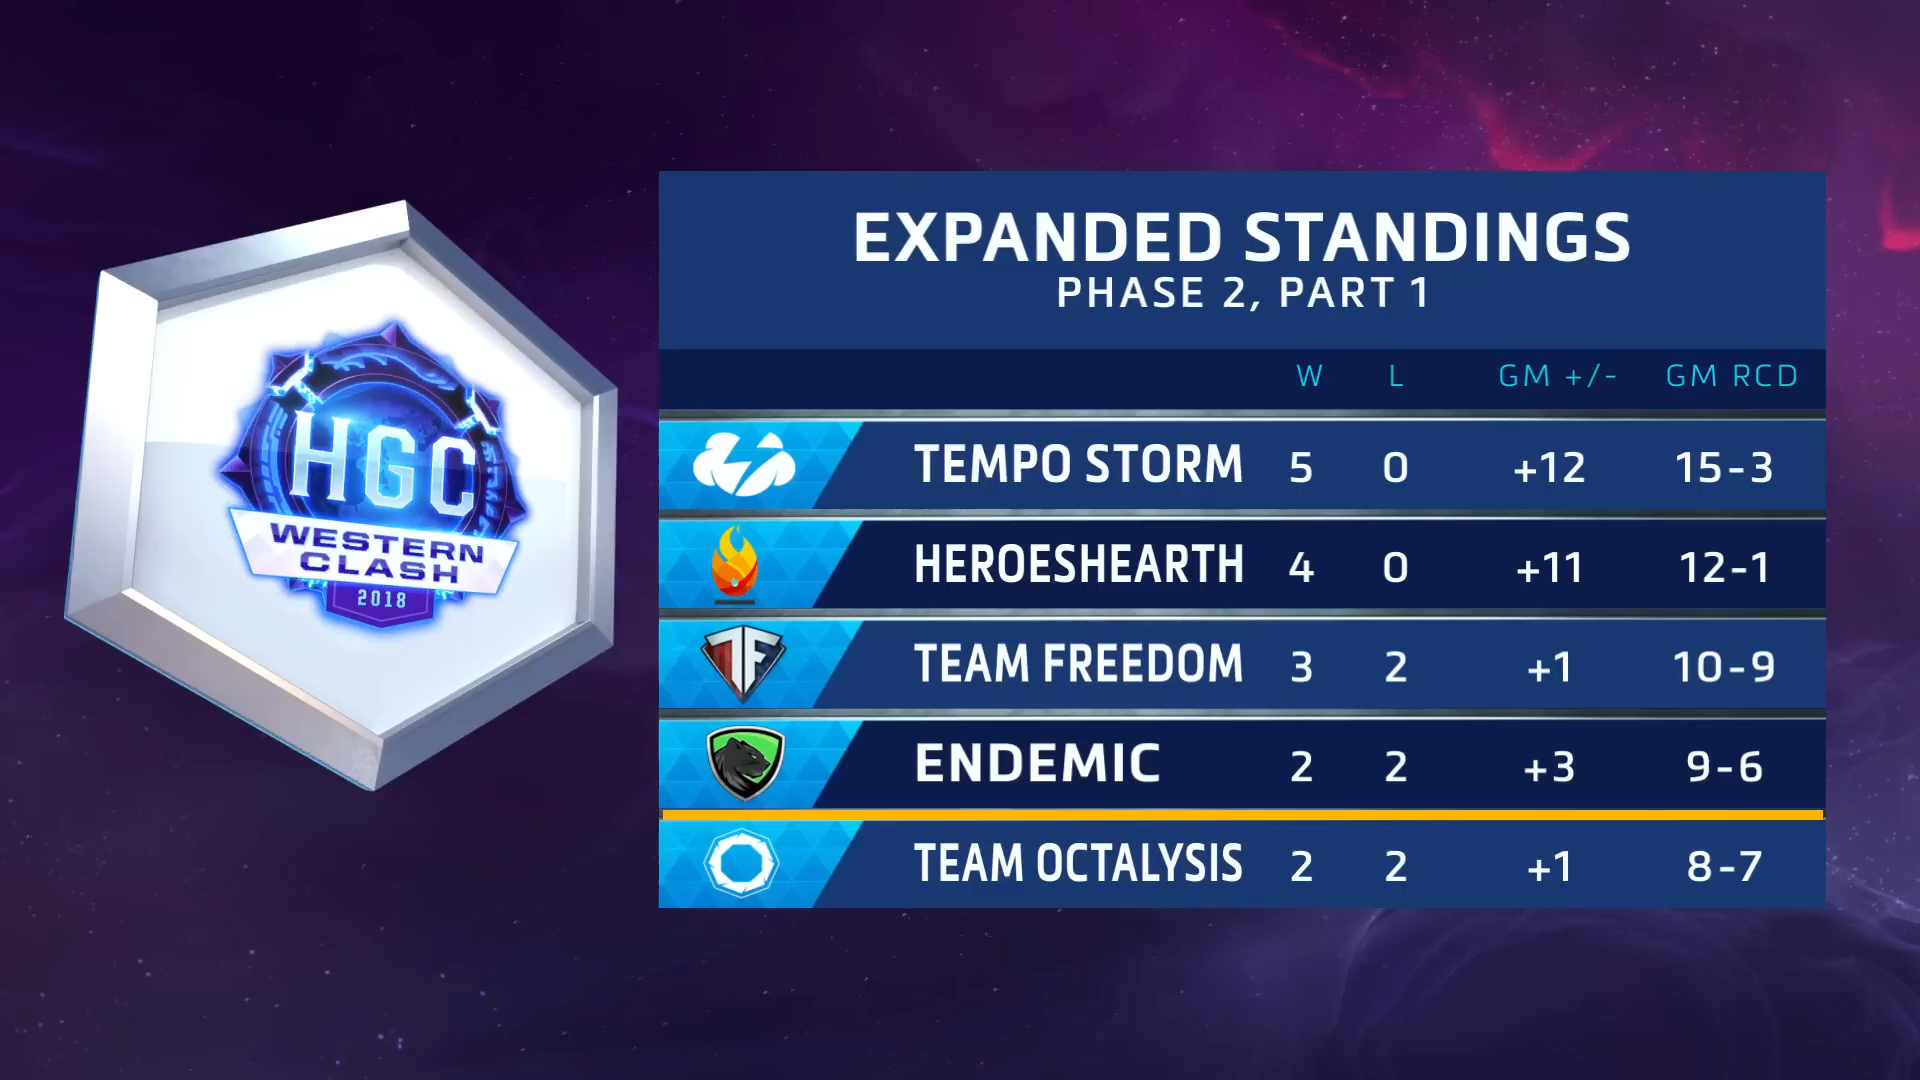 HGC
WESTERN
CLASH
2018
EXPANDED STANDINGS
PHASE 2, PART 1
W L GM +/- GM RCD
TEMPO STORM 5 0 +12 15-3
HEROESHEARTH 4 0 +11 12-1
TF TEAM FREEDOM 3 2 +1 10-9
ENDEMIC 2 2 +3 9-6
TEAM OCTALYSIS 2 2 +1 8-7